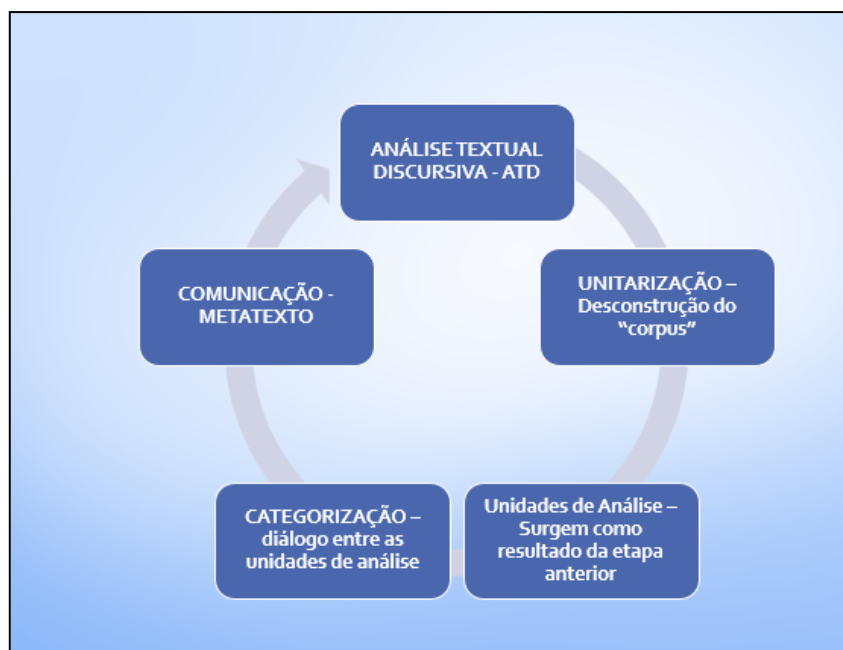 ANÁLISE TEXTUAL
DISCURSIVA - ATD
UNITARIZAÇÃO –
Desconstrução do
“corpus”
Unidades de Análise –
Surgem como
resultado da etapa
anterior
CATEGORIZAÇÃO –
diálogo entre as
unidades de análise
COMUNICAÇÃO -
METATEXTO